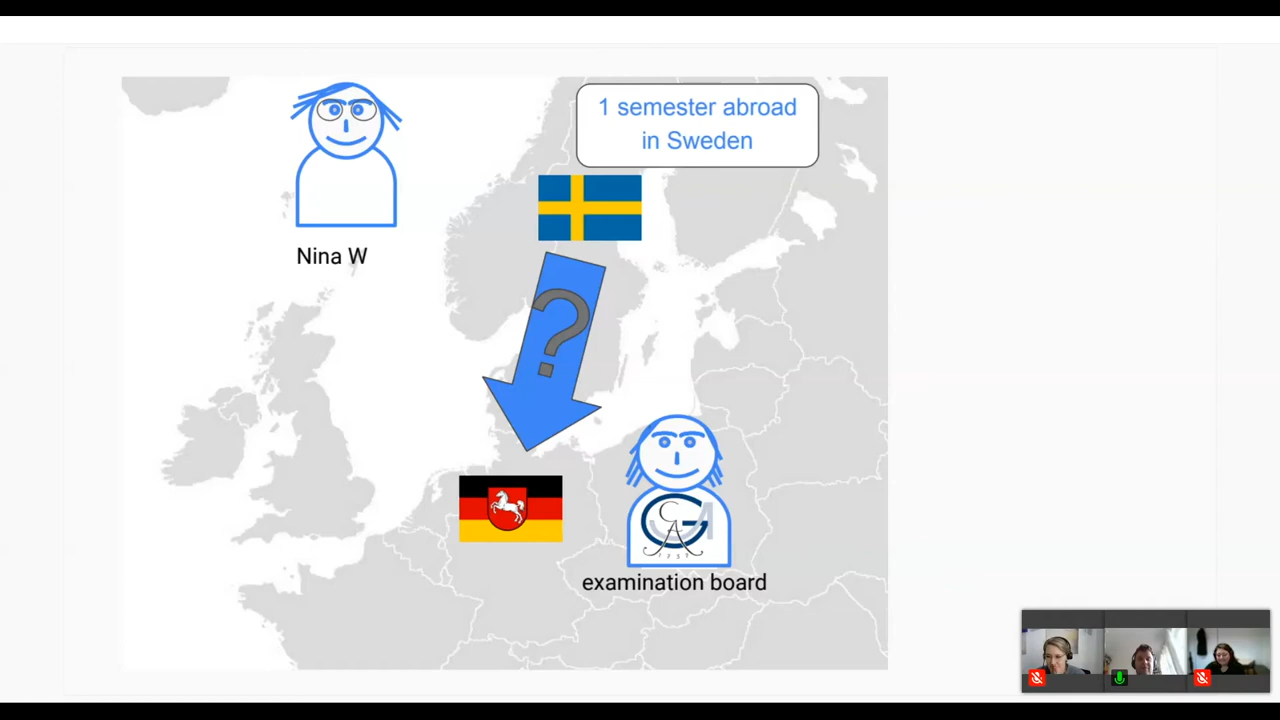 1 semester abroad
in Sweden
Nina W
?
examination board